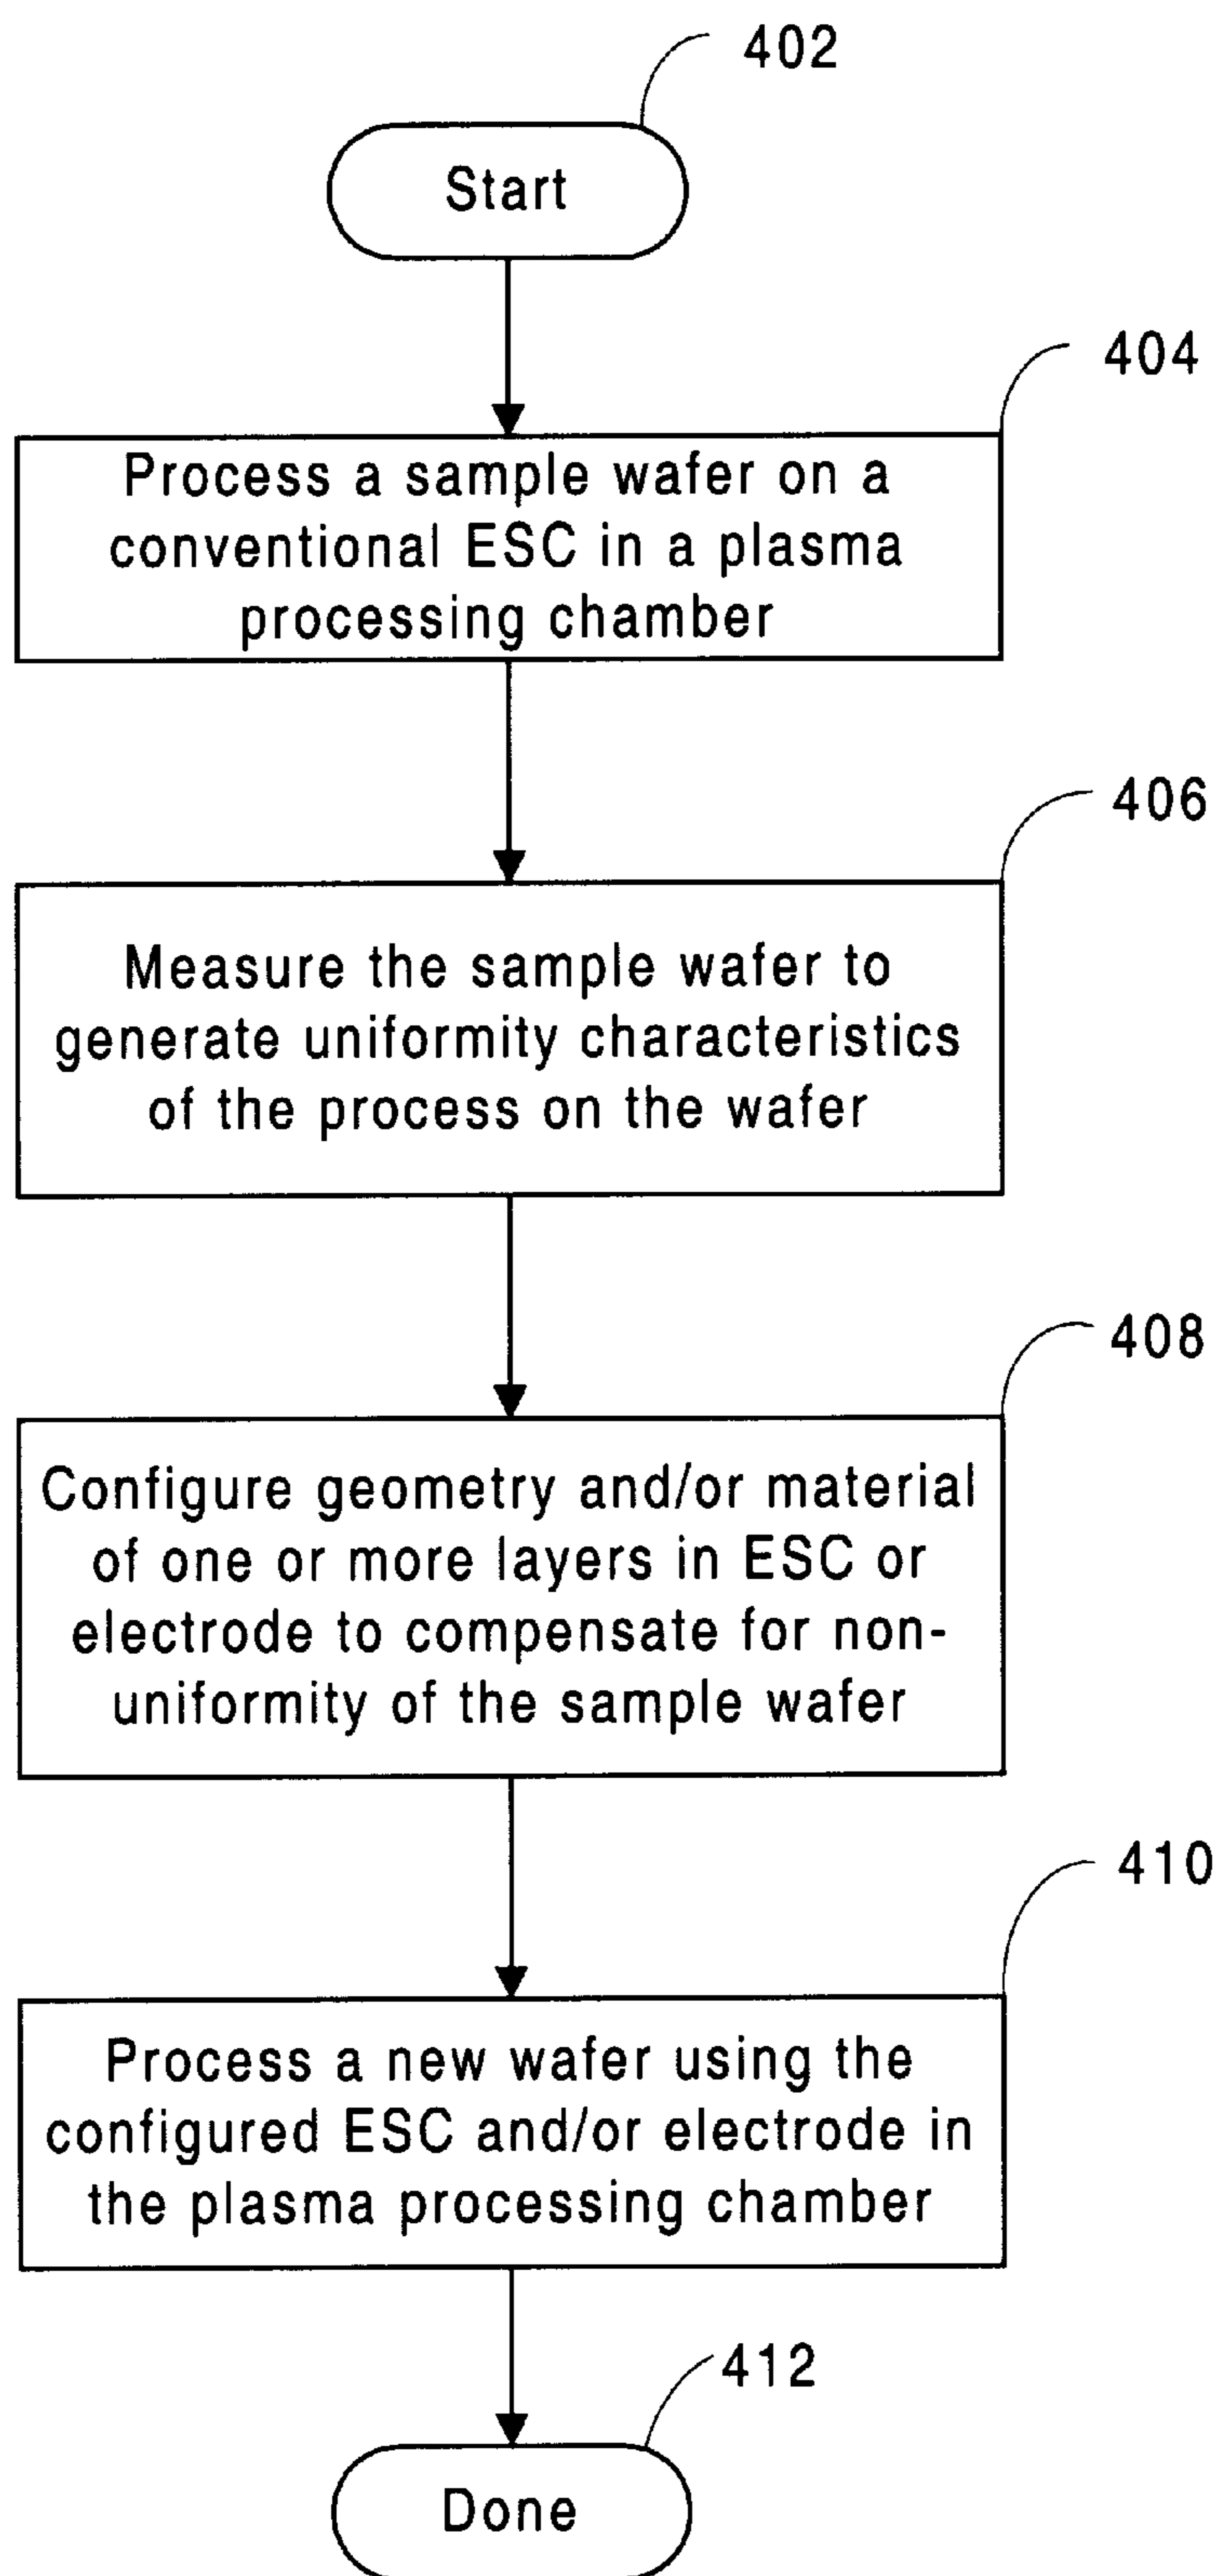 402
Start
404
Process a sample wafer on a
conventional ESC in a plasma
processing chamber
406
Measure the sample wafer to
generate uniformity characteristics
of the process on the wafer
408
Configure geometry and/or material
of one or more layers in ESC or
electrode to compensate for non-
uniformity of the sample wafer
410
Process a new wafer using the
configured ESC and/or electrode in
the plasma processing chamber
412
Done